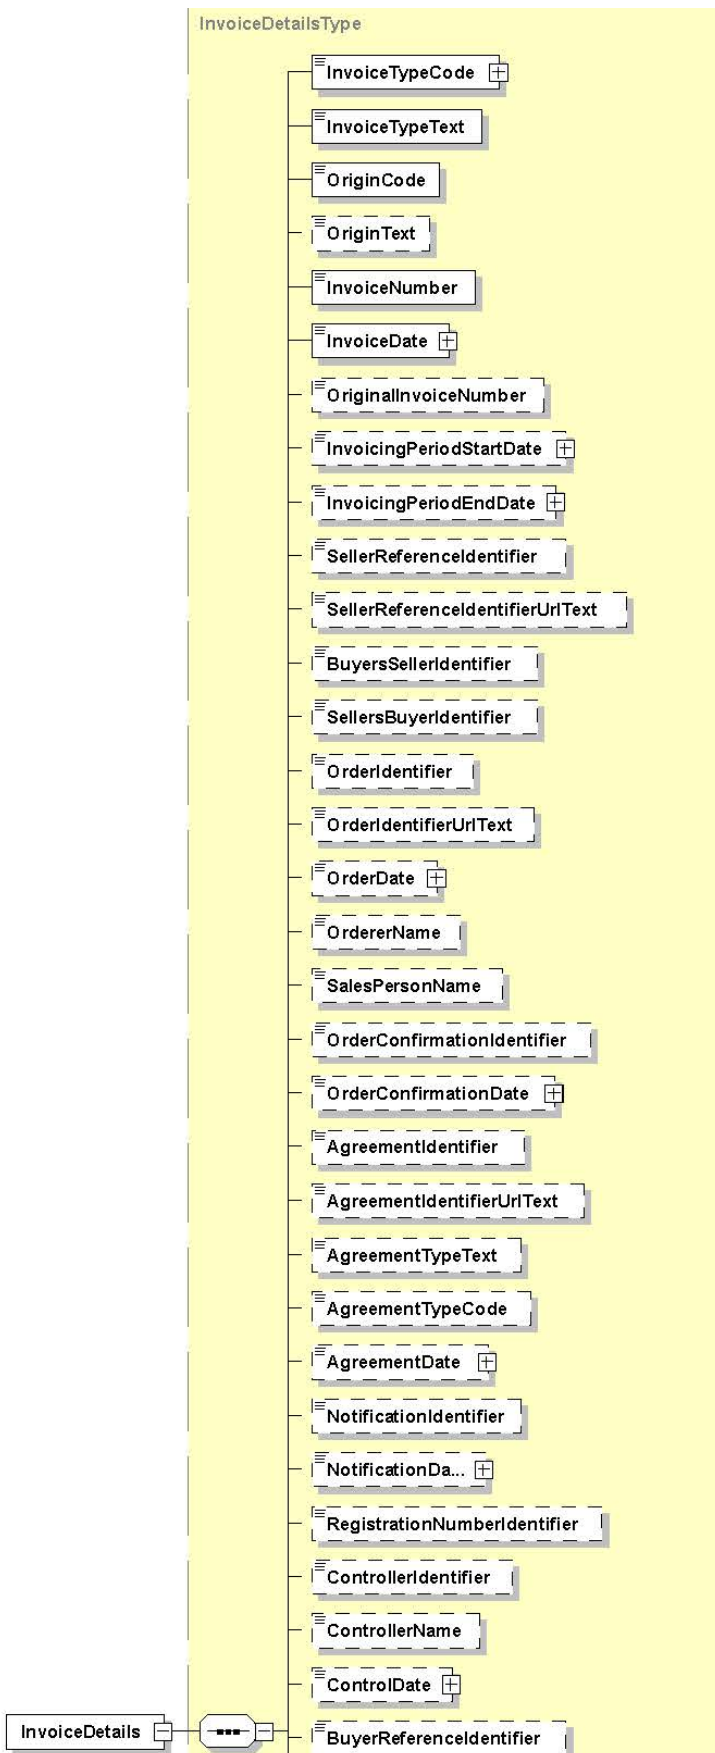 InvoiceDetailsType
InvoiceTypeCode
InvoiceTypeText
OriginCode
OriginText
InvoiceNumber
InvoiceDate
OriginalInvoiceNumber
InvoicingPeriodStartDate
InvoicingPeriodEndDate
SellerReferenceIdentifier
SellerReferenceIdentifierUrlText
BuyersSellerIdentifier
SellersBuyerIdentifier
OrderIdentifier
OrderIdentifierUrlText
OrderDate
OrdererName
SalesPersonName
OrderConfirmationIdentifier
OrderConfirmationDate
AgreementIdentifier
AgreementIdentifierUrlText
AgreementTypeText
AgreementTypeCode
AgreementDate
NotificationIdentifier
NotificationDa...
RegistrationNumberIdentifier
ControllerIdentifier
ControllerName
ControlDate
InvoiceDetails
BuyerReferenceIdentifier